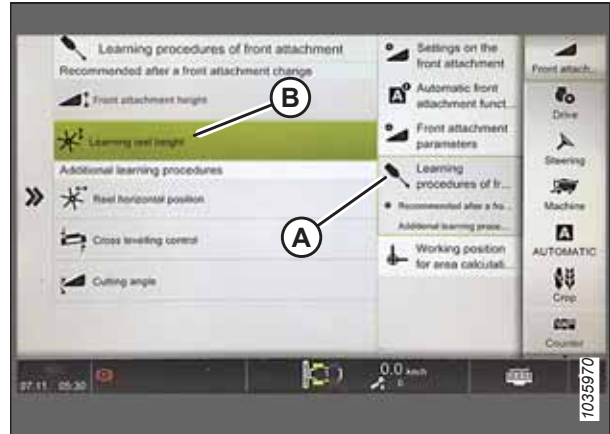 Learning procedures of front attachment
Recommended after a front attachment change
Front attachment height
Learning reel height
Additional learning procedures
Reel horizontal position
Cross levelling control
Cutting angle
B
A
Settings on the
front attachment
Automatic front
attachment funct...
Front attachment
parameters
Learning
procedures of fr...
Recommended after a fro...
Additional learning proce...
Working position
for area calculati...
Front attach...
Drive
Steering
Machine
A
AUTOMATIC
Crop
Counter
07.11 05:30
0.0 km/h
0
1035970